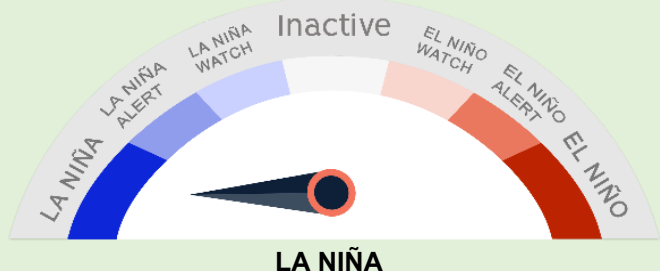 LA NIÑA
LA NIÑA
ALERT
LA NIÑA
WATCH
Inactive
EL NIÑO
WATCH
EL NIÑO
ALERT
EL NIÑO
LA NIÑA